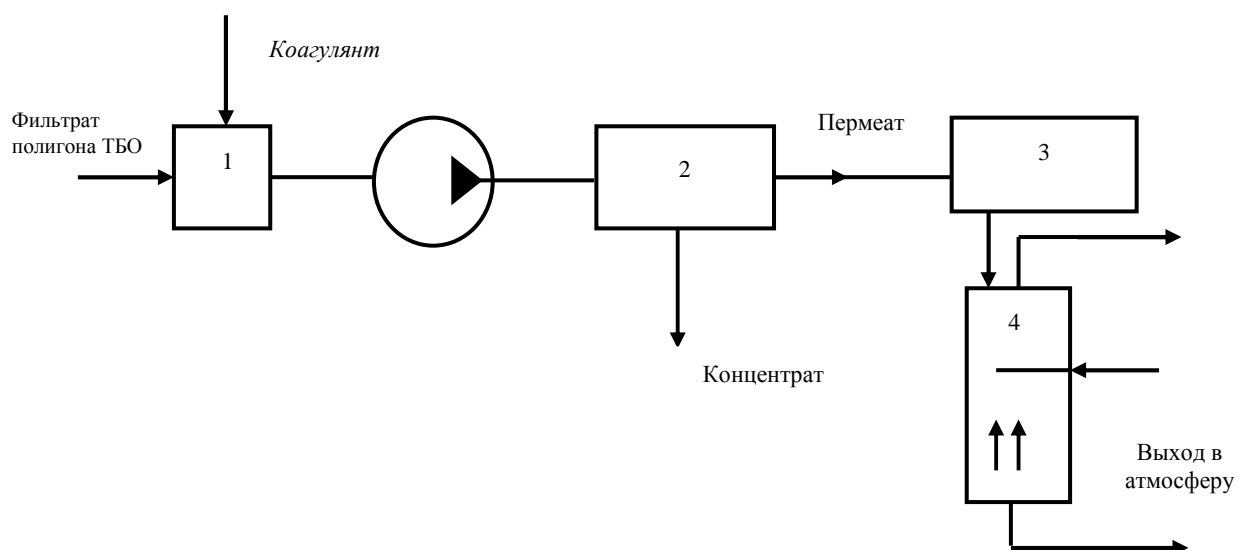 Коагулянт
Фильтрат
полигона ТБО
1
2
Пермеат
3
4
Концентрат
Выход в
атмосферу